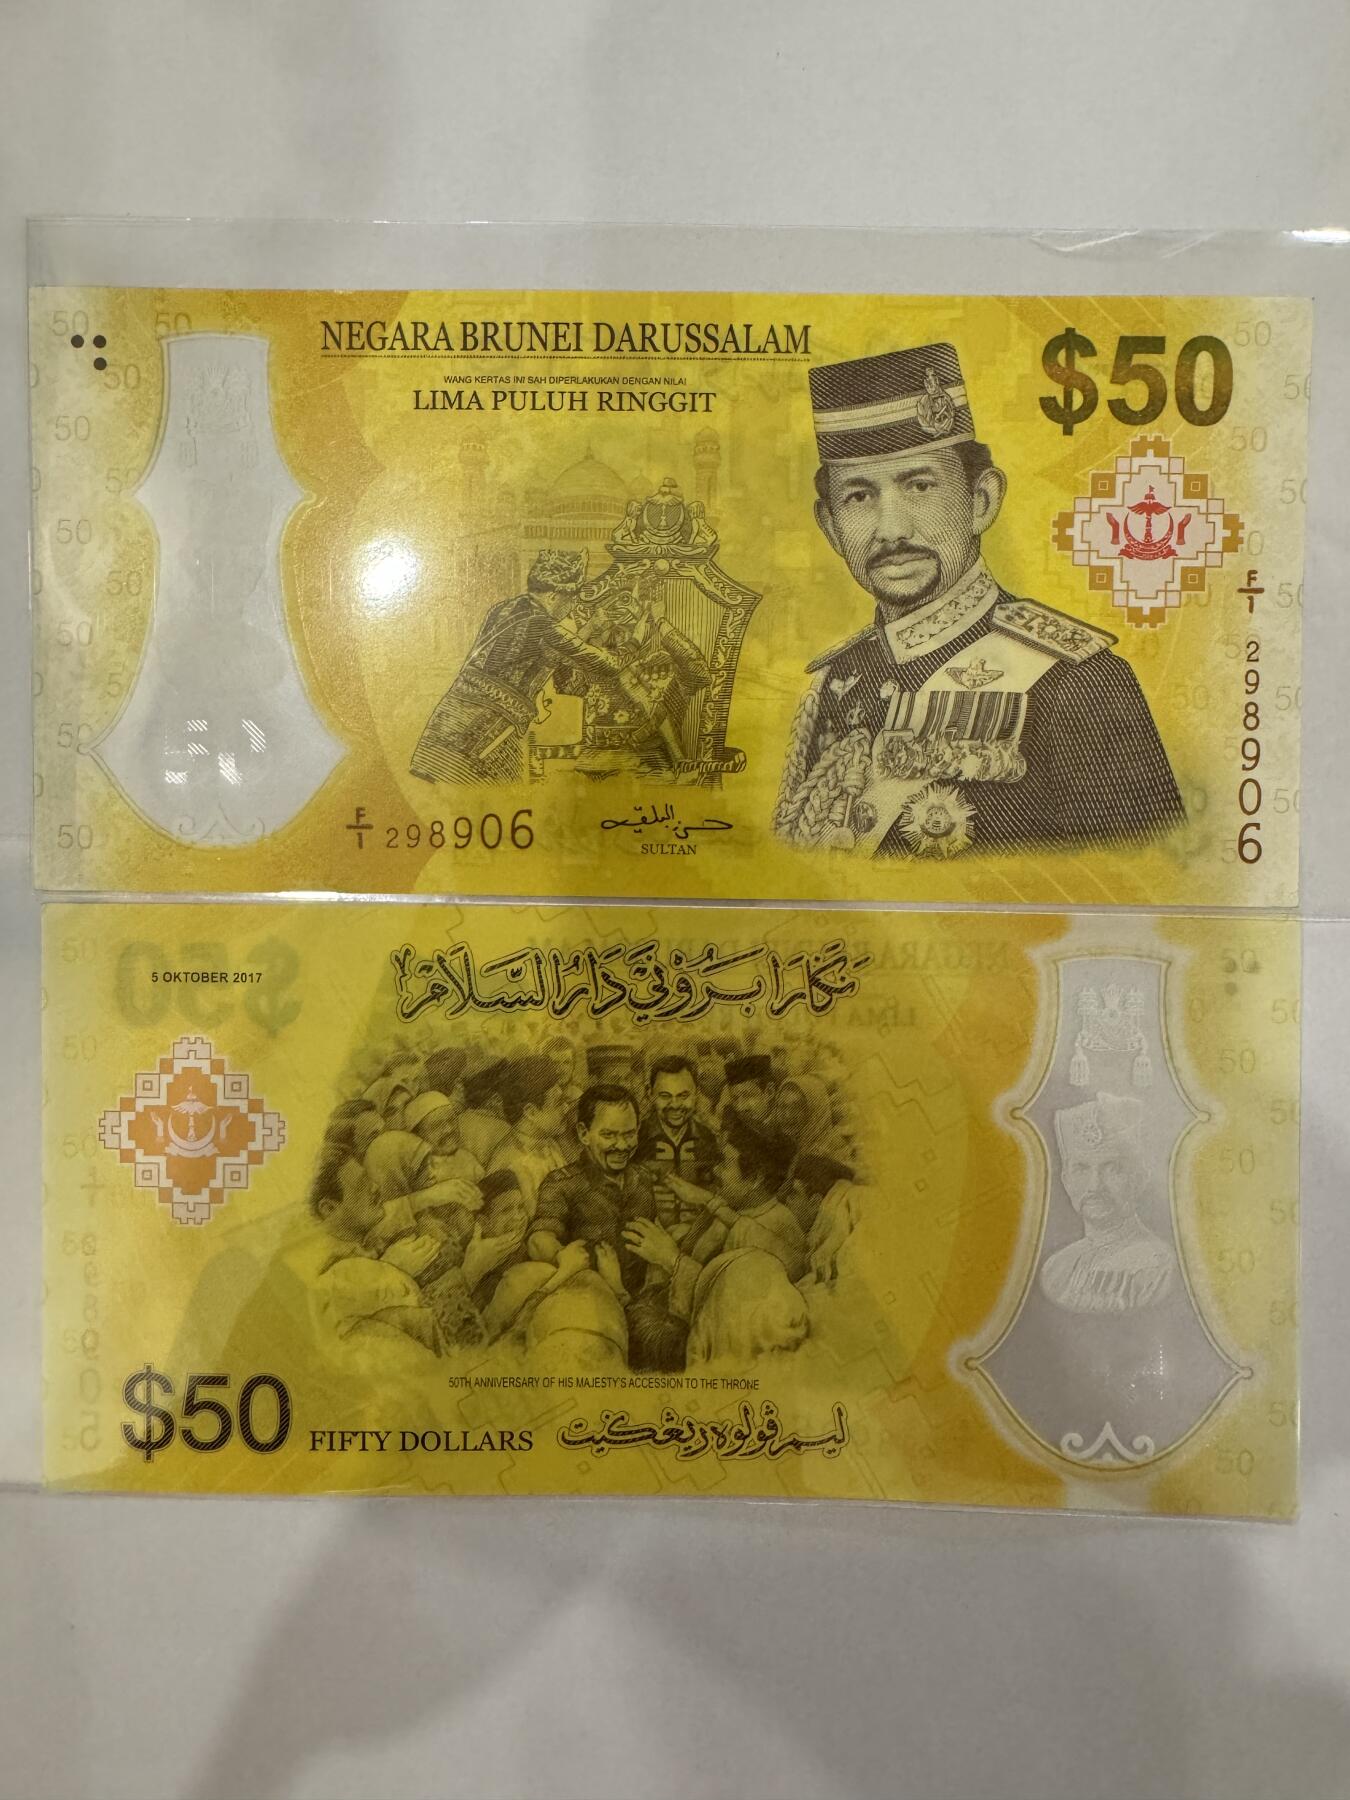 NEGARA BRUNEI DARUSSALAM
$50
WANG KERTAS INI SAH DIPERLAKUKAN DENGAN NILAI
LIMA PULUH RINGGIT
F/1 298906
F/1 298906
SULTAN
50
5 OKTOBER 2017
نݢارا بروني دارالسلام
50TH ANNIVERSARY OF HIS MAJESTY'S ACCESSION TO THE THRONE
$50 FIFTY DOLLARS
ليم ڤولوه ريڠݢيت